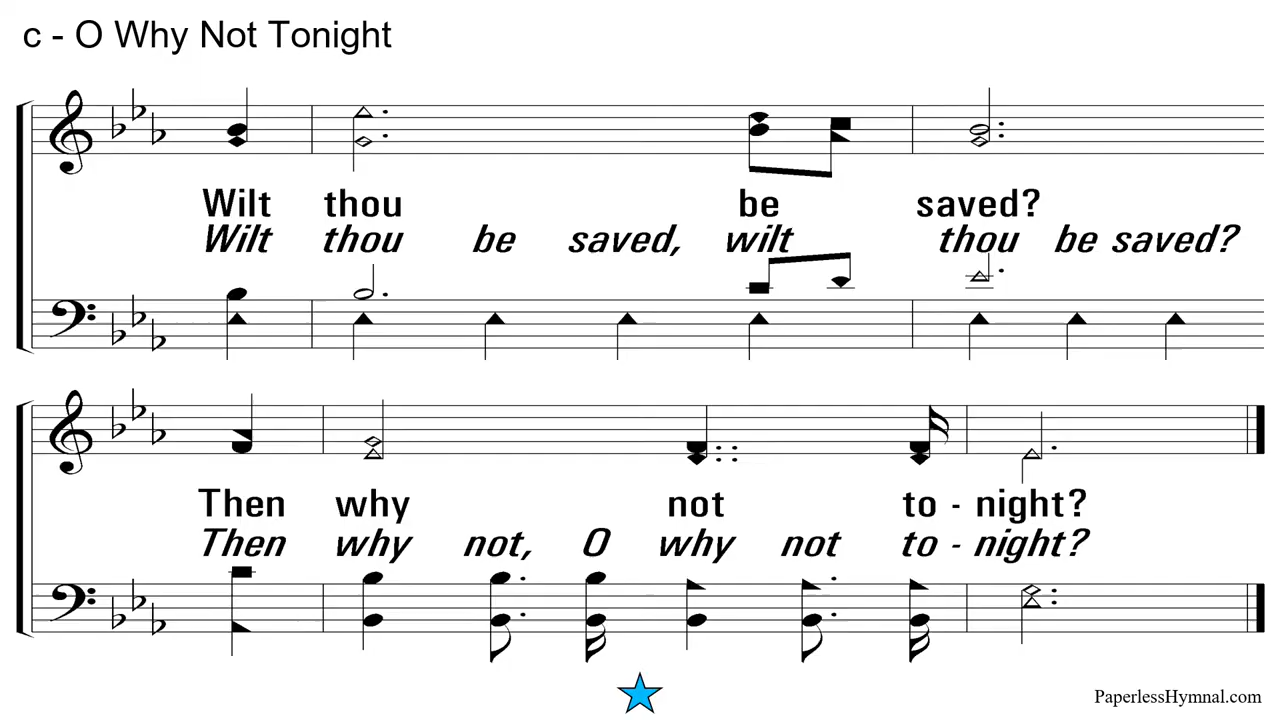 c - O Why Not Tonight
Wilt thou be saved?
Wilt thou be saved, wilt thou be saved?
Then why not to - night?
Then why not, O why not to - night?
PaperlessHymnal.com